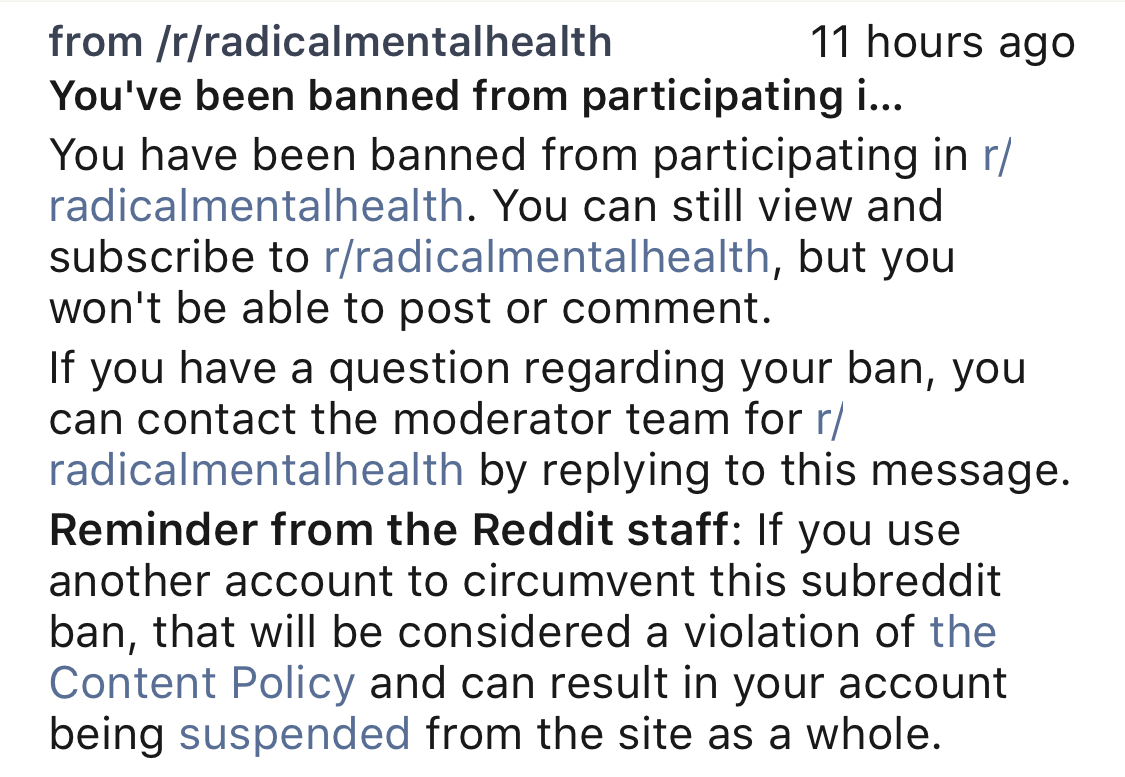 from /r/radicalmentalhealth 11 hours ago
You've been banned from participating i...
You have been banned from participating in r/
radicalmentalhealth. You can still view and
subscribe to r/radicalmentalhealth, but you
won't be able to post or comment.
If you have a question regarding your ban, you
can contact the moderator team for r/
radicalmentalhealth by replying to this message.
Reminder from the Reddit staff: If you use
another account to circumvent this subreddit
ban, that will be considered a violation of the
Content Policy and can result in your account
being suspended from the site as a whole.